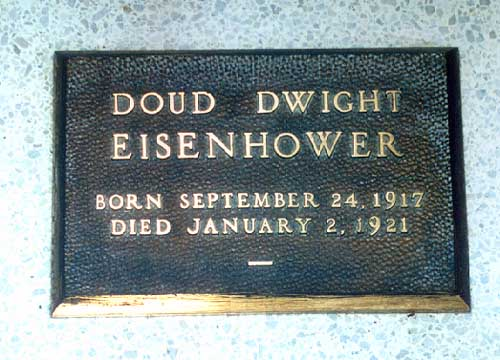 DOUD DWIGHT
EISENHOWER
BORN SEPTEMBER 24, 1917
DIED JANUARY 2, 1921